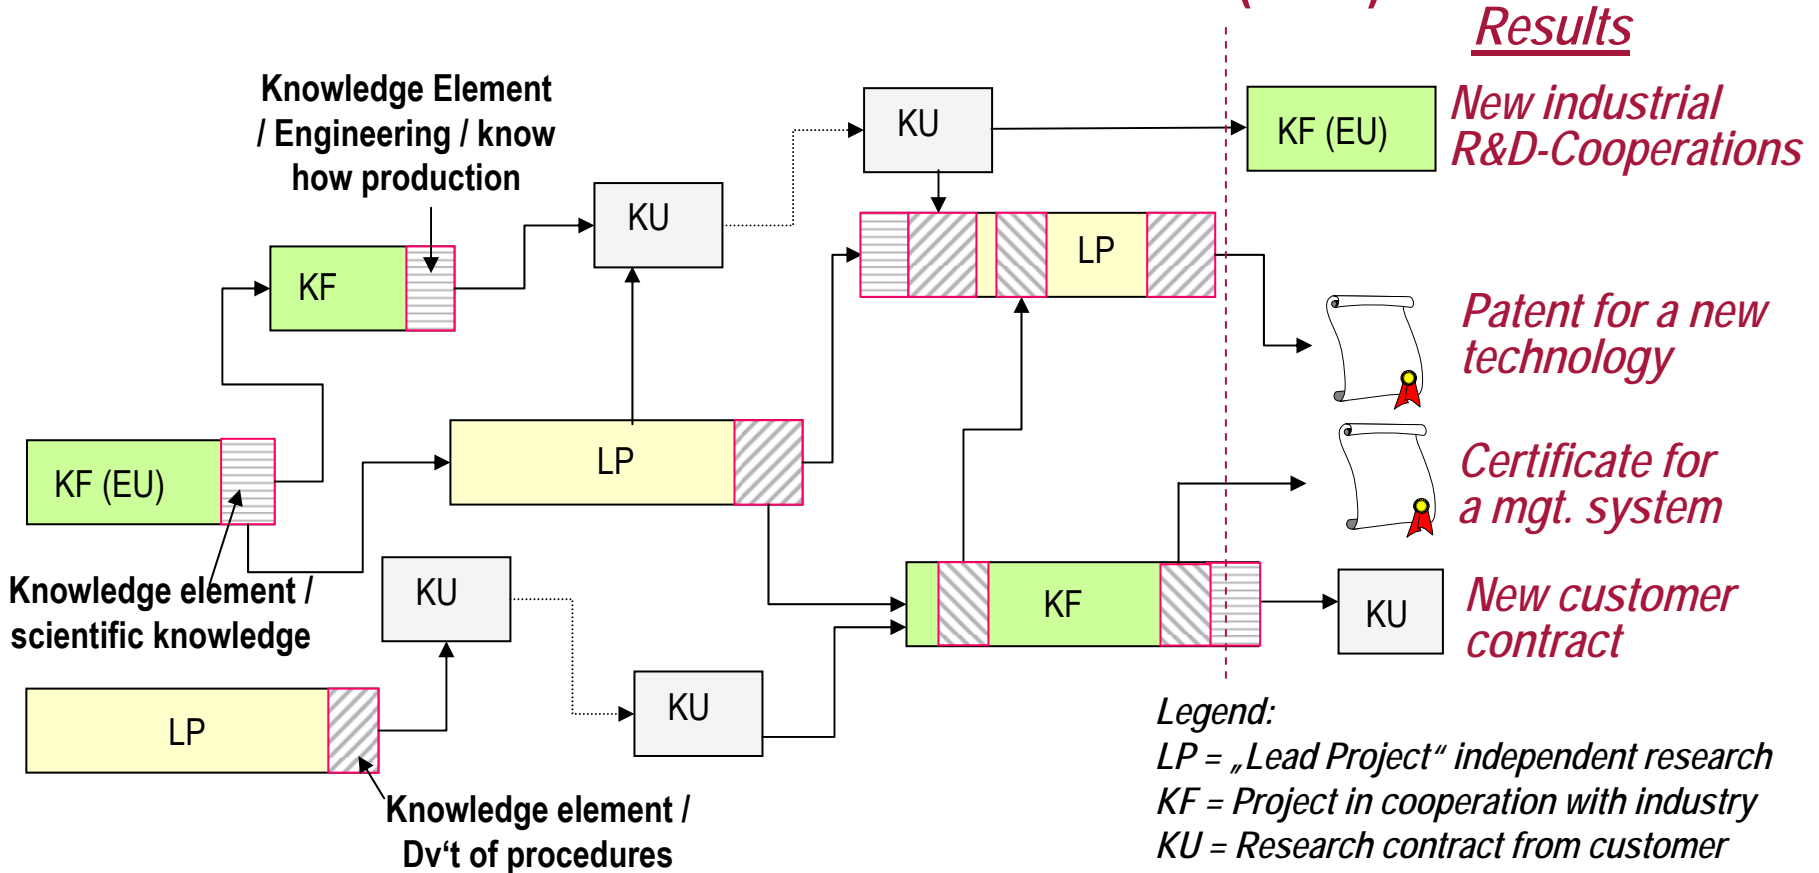 Results
Knowledge Element
/ Engineering / know
how production
KU
KF (EU)
New industrial
R&D-Cooperations
KU
LP
KF
Patent for a new
technology
LP
KF (EU)
Certificate for
a mgt. system
Knowledge element /
scientific knowledge
KU
KF
KU
New customer
contract
LP
KU
Knowledge element /
Dv‘t of procedures
Legend:
LP = „Lead Project“ independent research
KF = Project in cooperation with industry
KU = Research contract from customer